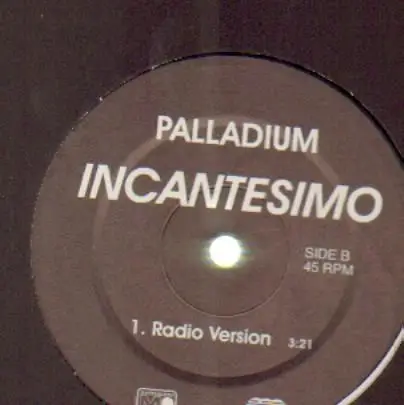 PALLADIUM
INCANTESIMO
SIDE B
45 RPM
1. Radio Version 3:21